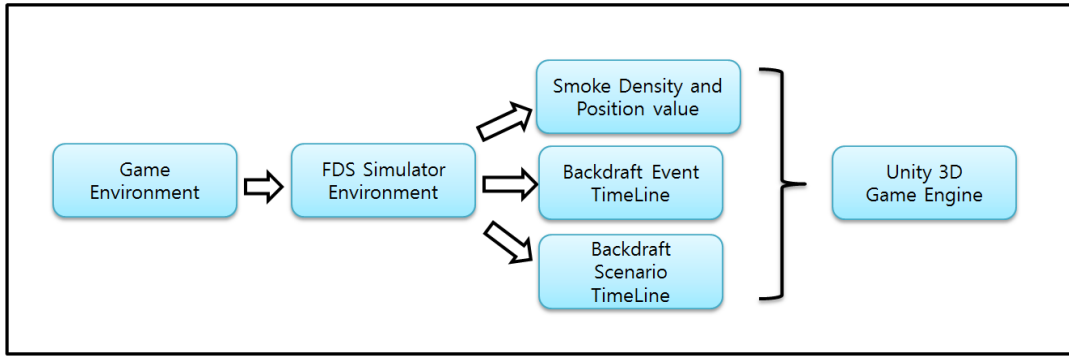 Game
Environment
FDS Simulator
Environment
Smoke Density and
Position value
Backdraft Event
TimeLine
Backdraft
Scenario
TimeLine
Unity 3D
Game Engine